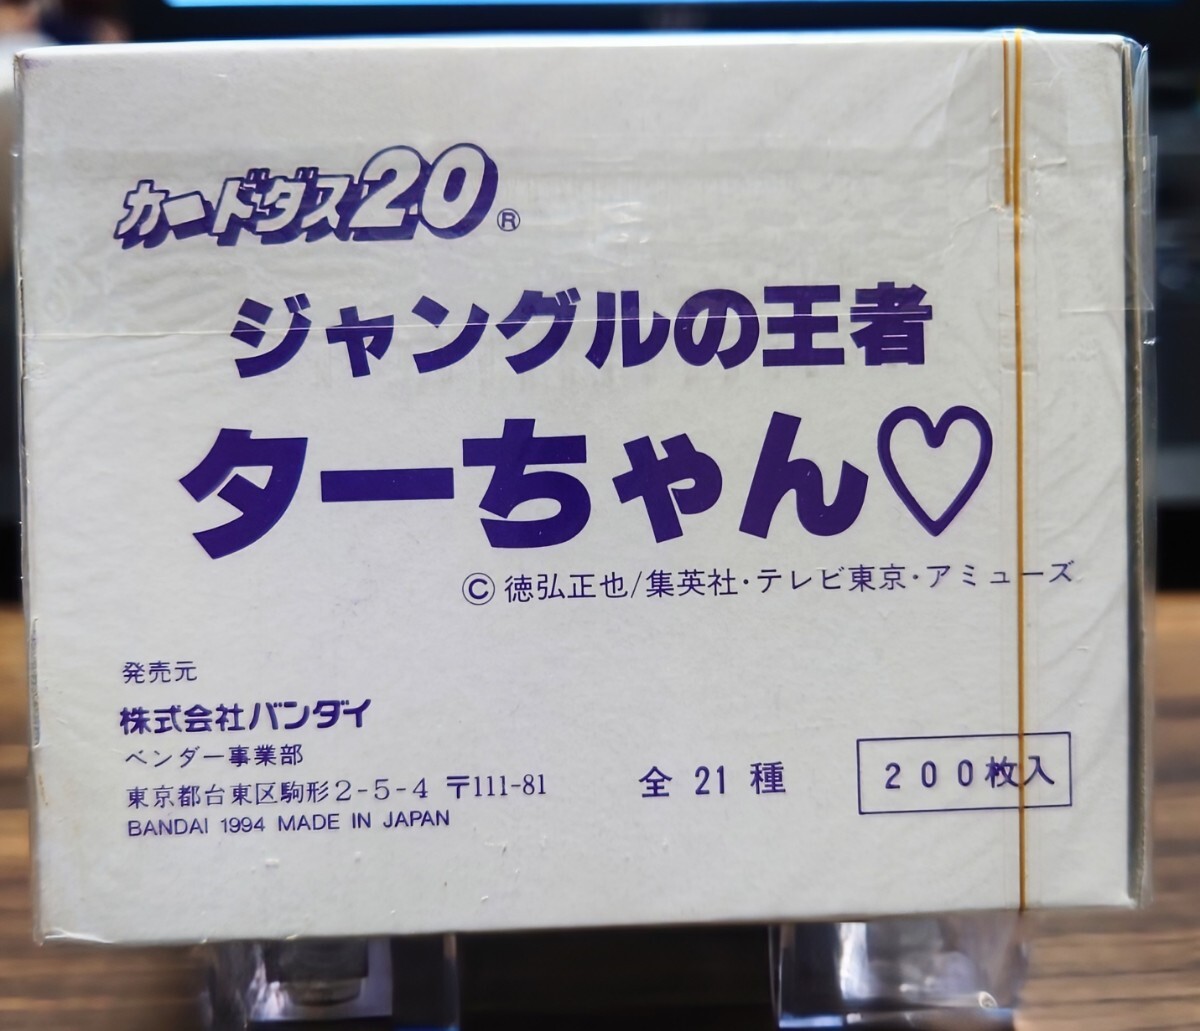 カードダス20®
ジャングルの王者
ターちゃん♡
©徳弘正也/集英社・テレビ東京・アミューズ
発売元
株式会社バンダイ
ベンダー事業部
東京都台東区駒形2-5-4 〒111-81
BANDAI 1994 MADE IN JAPAN
全 21 種
200枚入